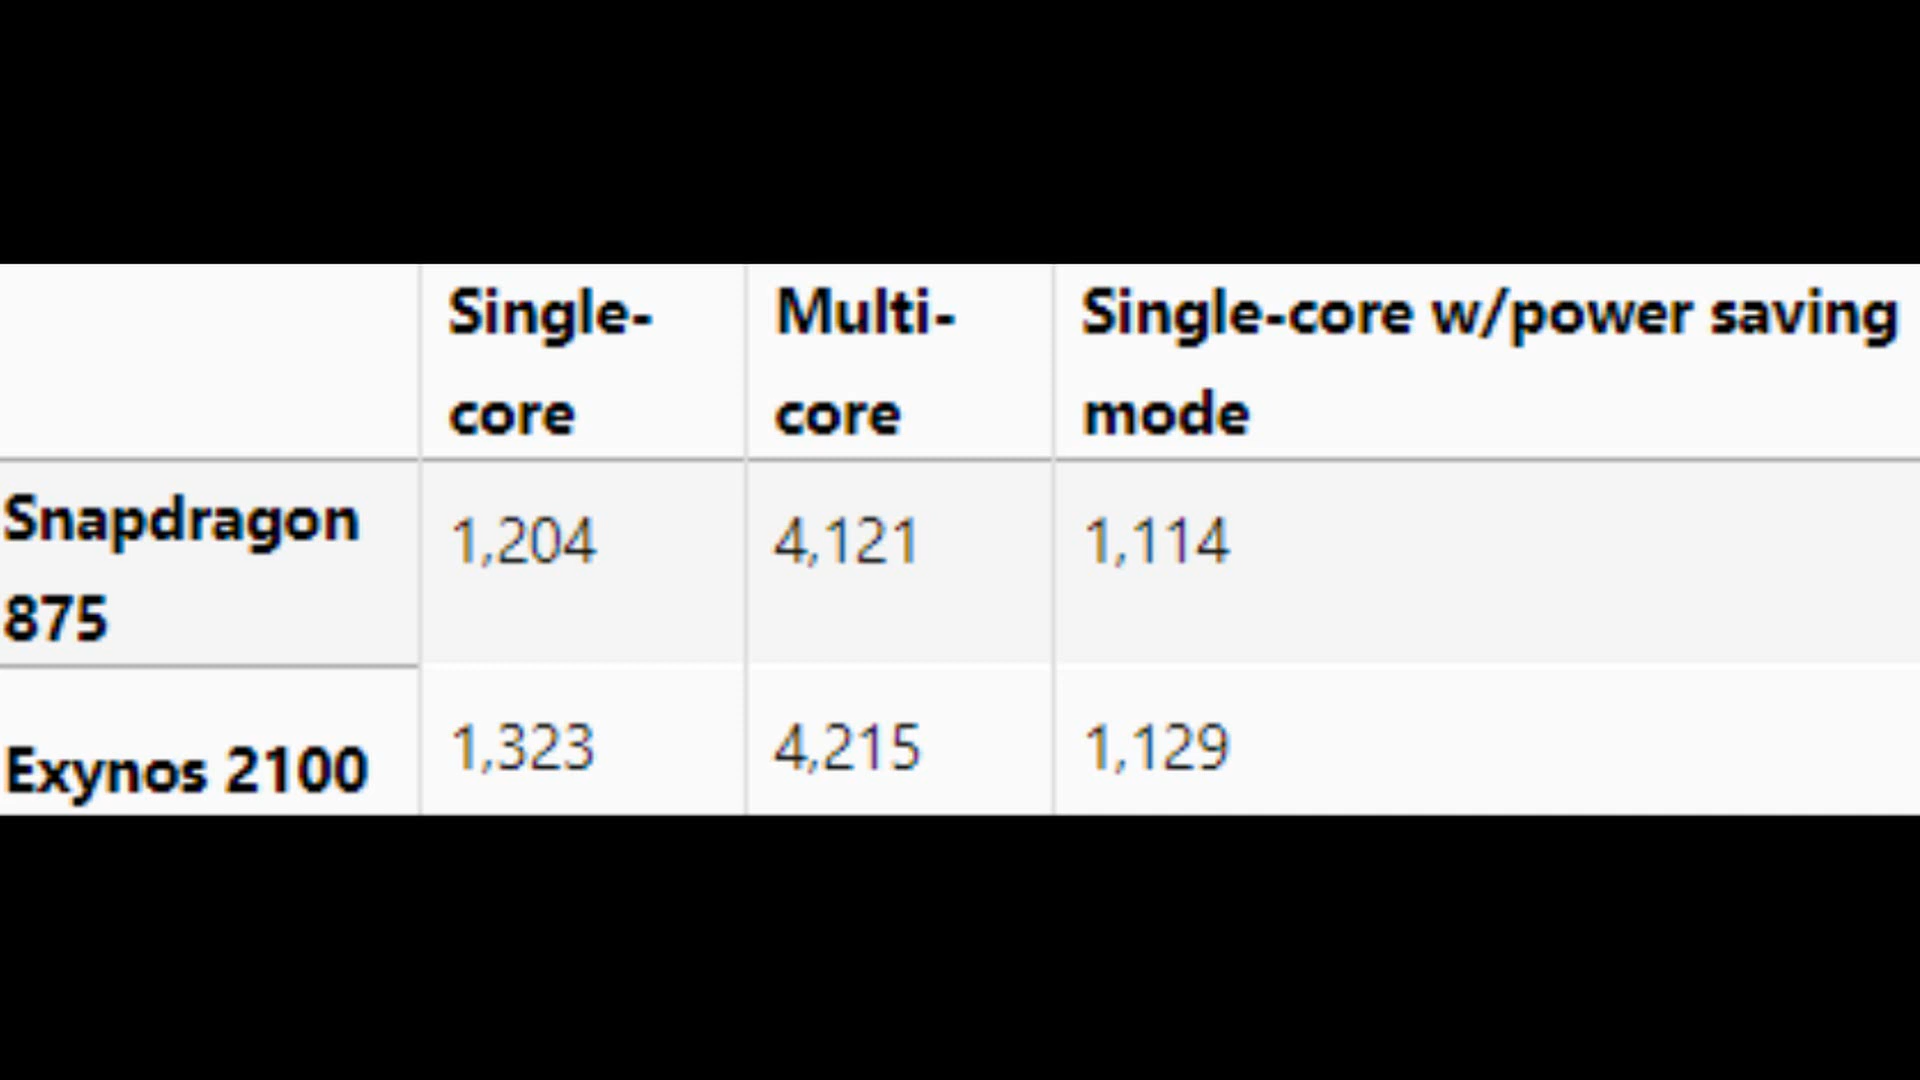 Single- Multi- Single-core w/power saving
core core mode
Snapdragon
875 1,204 4,121 1,114
Exynos 2100 1,323 4,215 1,129